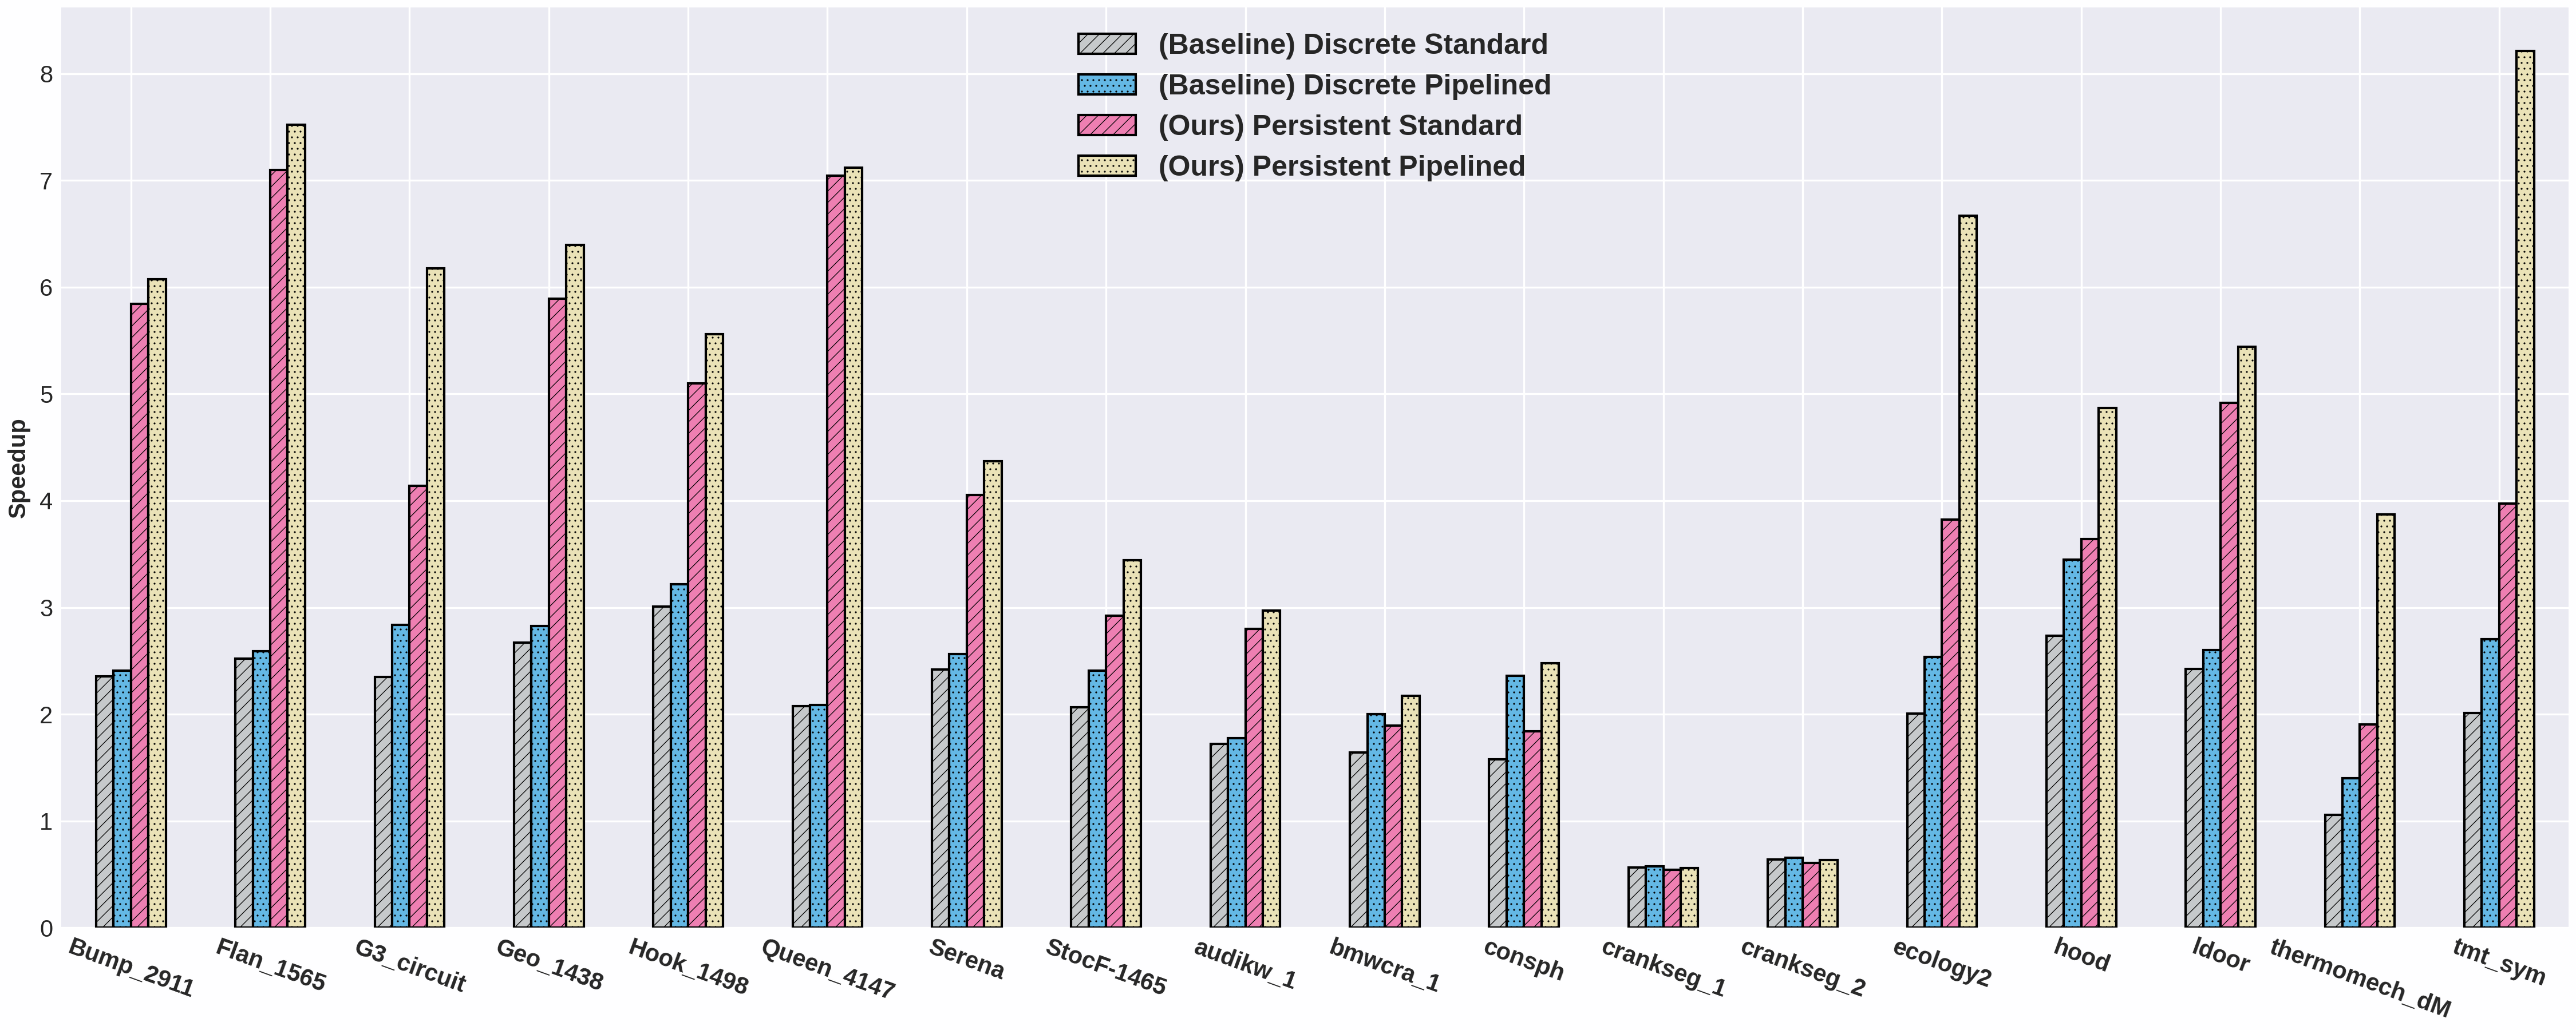 (Baseline) Discrete Standard
(Baseline) Discrete Pipelined
(Ours) Persistent Standard
(Ours) Persistent Pipelined
Speedup
8
7
6
5
4
3
2
1
0
Bump_2911
Flan_1565
G3_circuit
Geo_1438
Hook_1498
Queen_4147
Serena
StocF-1465
audikw_1
bmwcra_1
consph
crankseg_1
crankseg_2
ecology2
hood
ldoor
thermomech_dM
tmt_sym